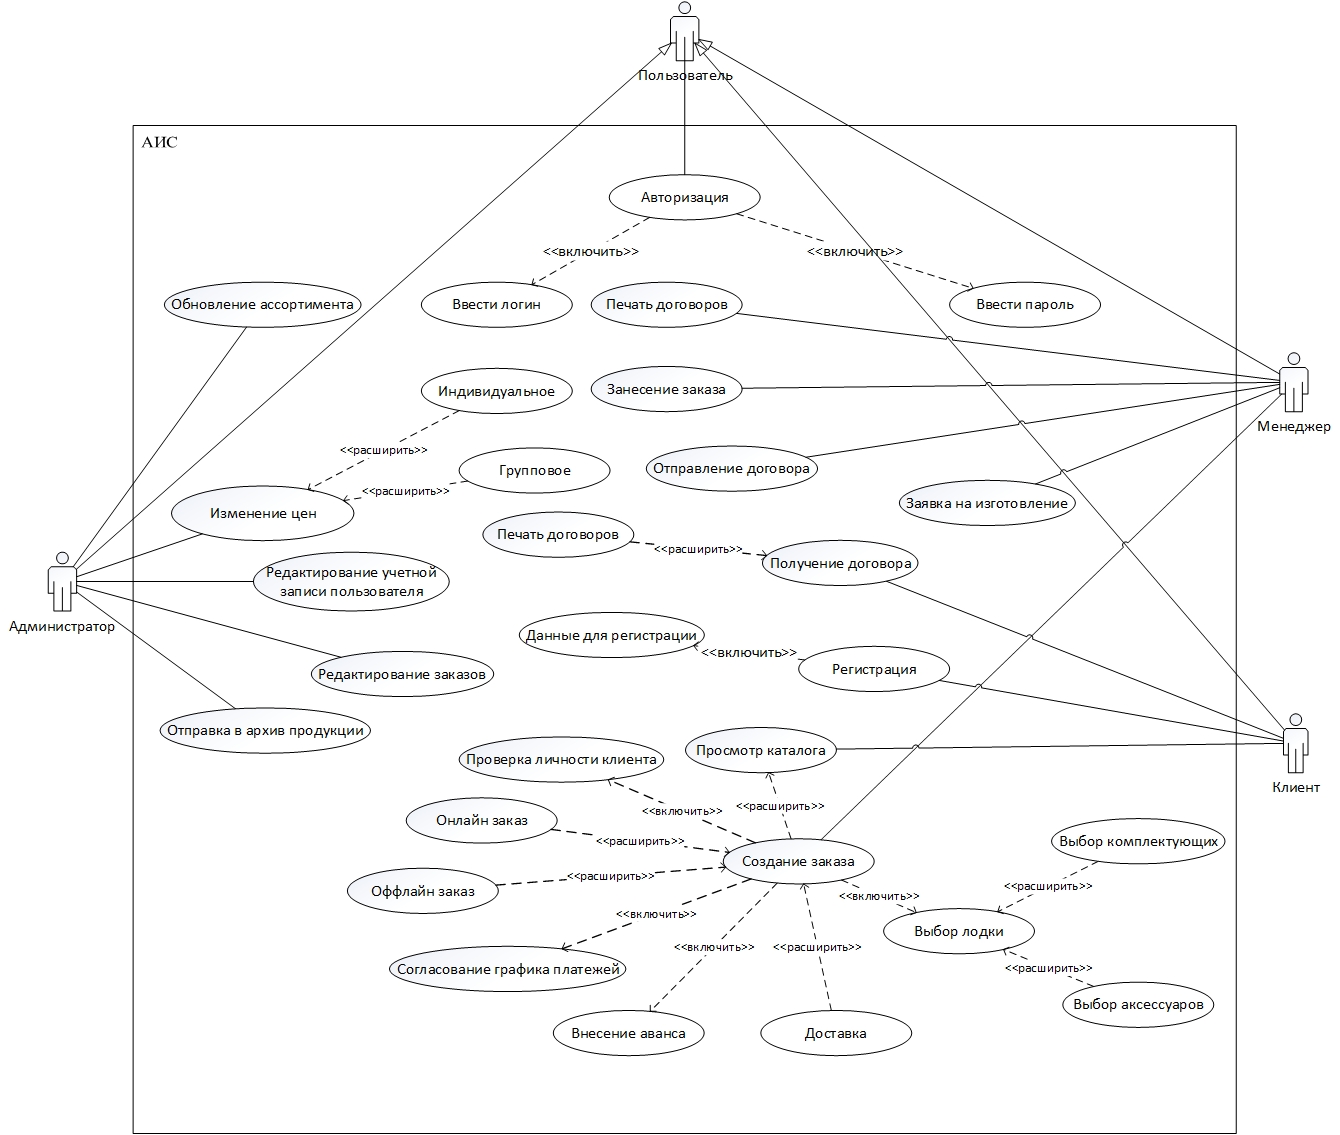 Пользователь
АИС
Авторизация
<<включить>>
<<включить>>
Обновление ассортимента
Ввести логин
Печать договоров
Ввести пароль
Индивидуальное
Занесение заказа
Менеджер
<<расширить>>
Групповое
Отправление договора
<<расширить>>
Заявка на изготовление
Изменение цен
Печать договоров
<<расширить>>
Получение договора
Редактирование учетной
записи пользователя
Администратор
Данные для регистрации
<<включить>>
Регистрация
Редактирование заказов
Отправка в архив продукции
Просмотр каталога
Проверка личности клиента
Клиент
<<расширить>>
<<включить>>
Онлайн заказ
<<расширить>>
Выбор комплектующих
Создание заказа
<<расширить>>
Оффлайн заказ
<<расширить>>
<<включить>>
<<включить>>
Выбор лодки
<<включить>>
<<расширить>>
Согласование графика платежей
<<расширить>>
Выбор аксессуаров
Внесение аванса
Доставка